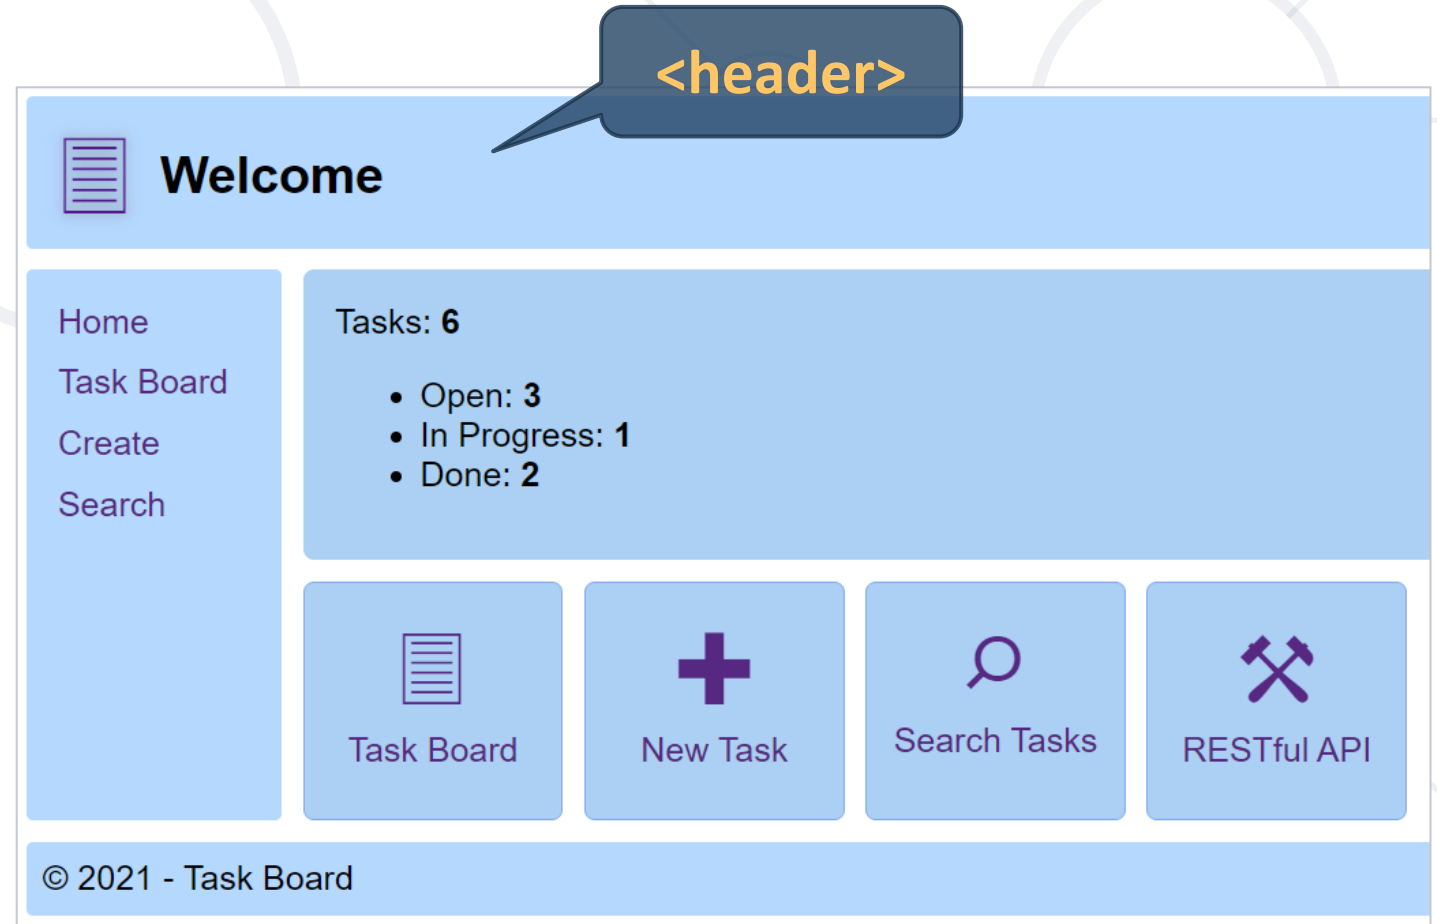 <header>
Welcome
Home
Task Board
Create
Search
Tasks: 6
• Open: 3
• In Progress: 1
• Done: 2
Task Board
New Task
Search Tasks
RESTful API
© 2021 - Task Board